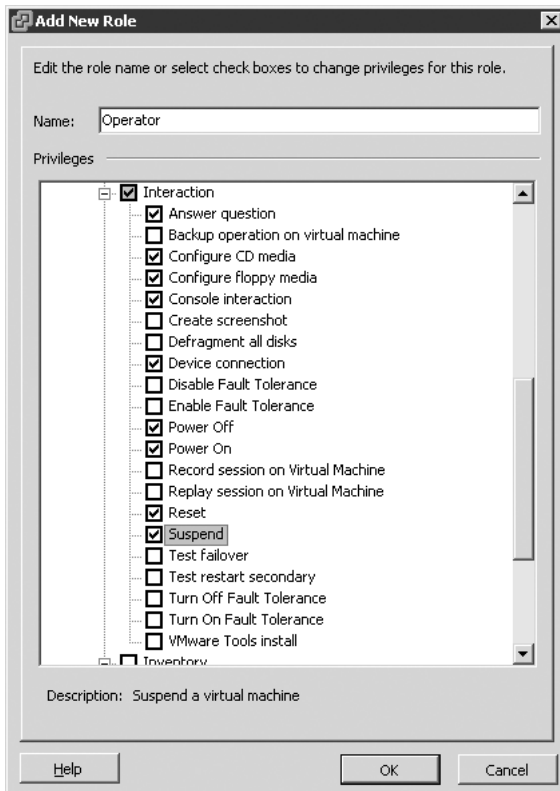 Add New Role
Edit the role name or select check boxes to change privileges for this role.
Name: Operator
Privileges
Interaction
Answer question
Backup operation on virtual machine
Configure CD media
Configure floppy media
Console interaction
Create screenshot
Defragment all disks
Device connection
Disable Fault Tolerance
Enable Fault Tolerance
Power Off
Power On
Record session on Virtual Machine
Replay session on Virtual Machine
Reset
Suspend
Test failover
Test restart secondary
Turn Off Fault Tolerance
Turn On Fault Tolerance
VMware Tools install
Inventory
Description: Suspend a virtual machine
Help OK Cancel